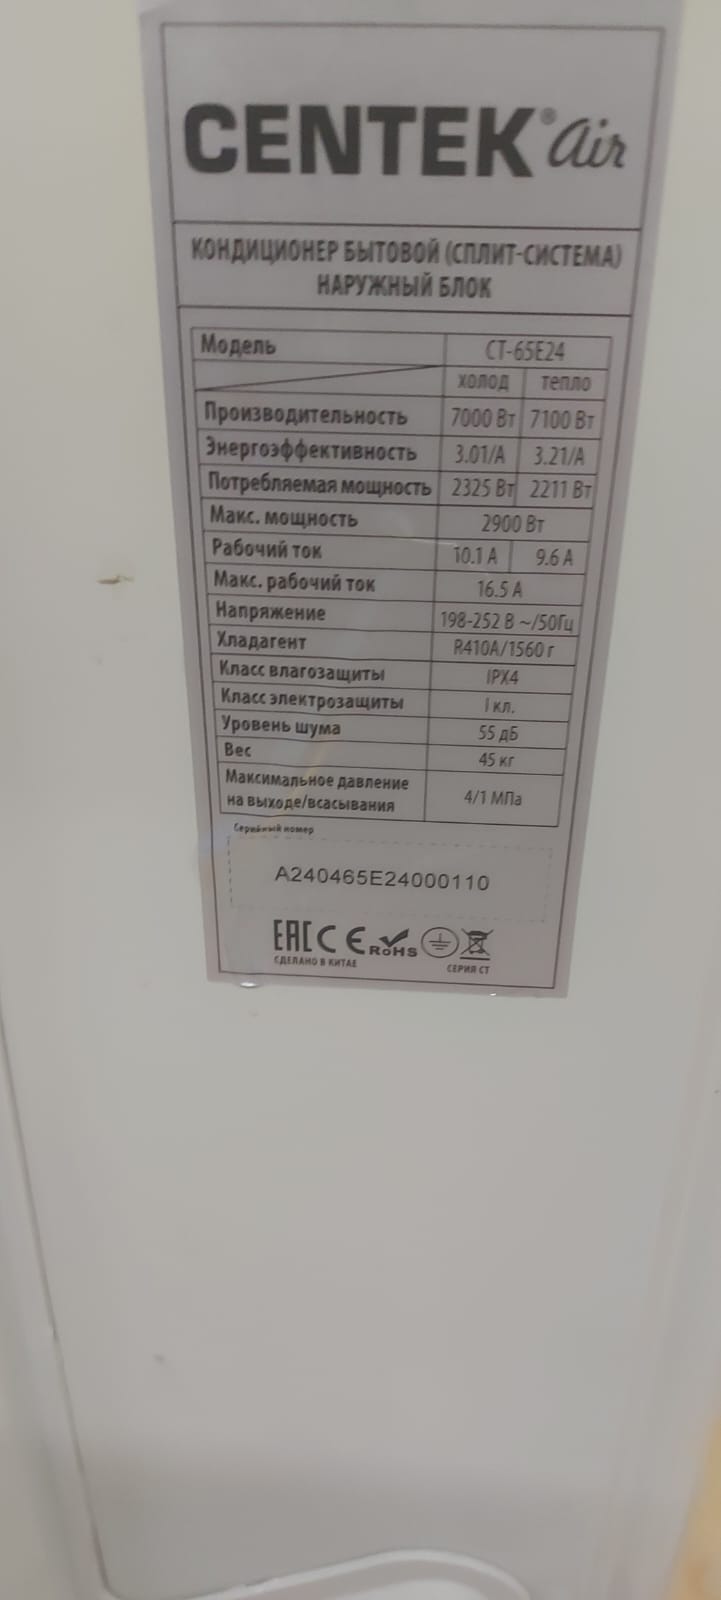 CENTEK® air
КОНДИЦИОНЕР БЫТОВОЙ (СПЛИТ-СИСТЕМА)
НАРУЖНЫЙ БЛОК
Модель CT-65E24
холод тепло
Производительность 7000 Вт 7100 Вт
Энергоэффективность 3.01/A 3.21/A
Потребляемая мощность 2325 Вт 2211 Вт
Макс. мощность 2900 Вт
Рабочий ток 10.1 А 9.6 А
Макс. рабочий ток 16.5 А
Напряжение 198-252 В ~/50Гц
Хладагент R410A/1560 г
Класс влагозащиты IPX4
Класс электрозащиты I кл.
Уровень шума 55 дБ
Вес 45 кг
Максимальное давление
на выходе/всасывания 4/1 МПа
Серийный номер
A240465E24000110
EAC CE RoHS
СДЕЛАНО В КИТАЕ СЕРИЯ СТ